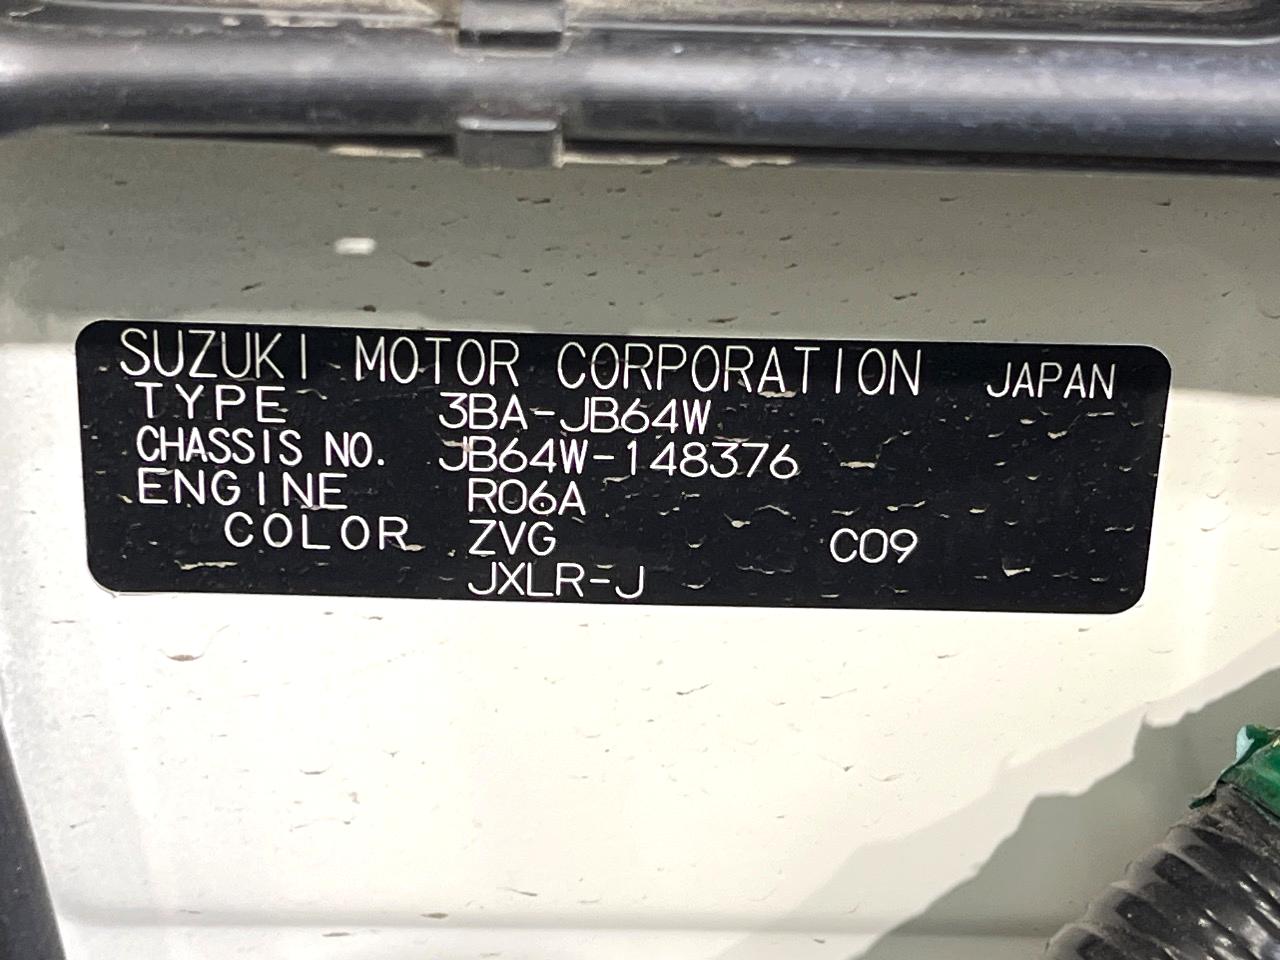 SUZUKI MOTOR CORPORATION JAPAN
TYPE 3BA-JB64W
CHASSIS NO. JB64W-148376
ENGINE R06A
COLOR ZVG C09
JXLR-J